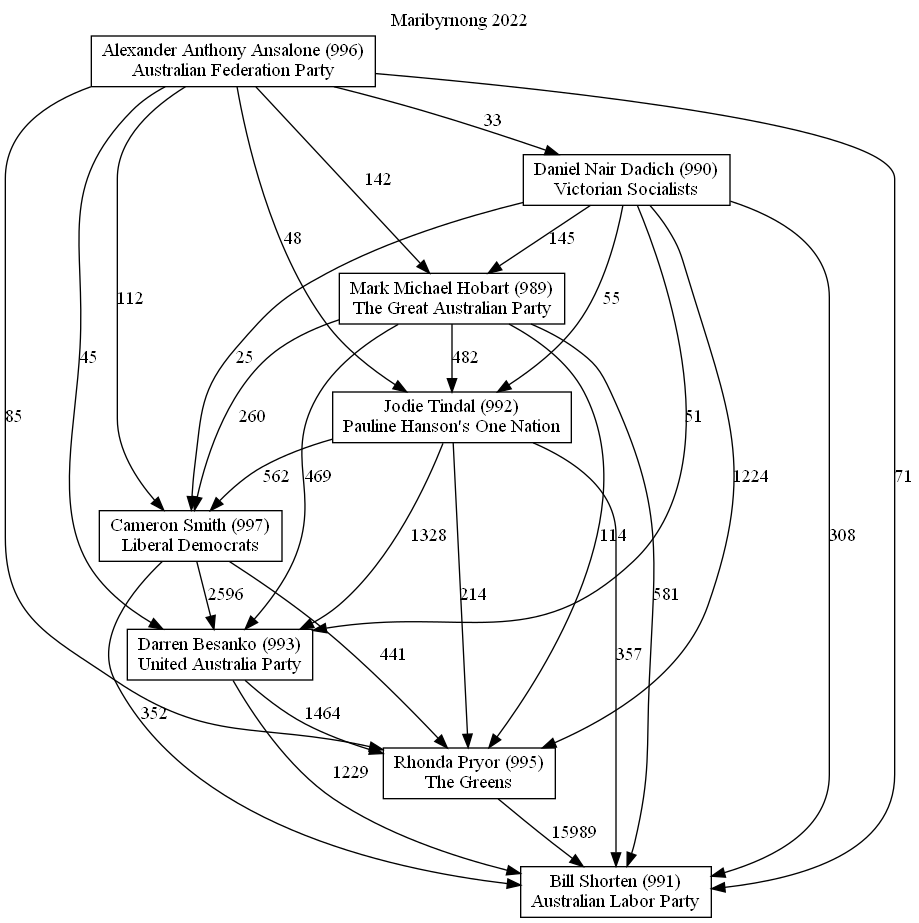 Maribyrnong 2022
Alexander Anthony Ansalone (996)
Australian Federation Party
33
Daniel Nair Dadich (990)
Victorian Socialists
142
48
145
Mark Michael Hobart (989)
The Great Australian Party
112
45
25
55
482
260
85
Jodie Tindal (992)
Pauline Hanson's One Nation
51
562
469
1224
71
Cameron Smith (997)
Liberal Democrats
1328
114
308
2596
214
581
Darren Besanko (993)
United Australia Party
441
357
352
1464
Rhonda Pryor (995)
The Greens
1229
15989
Bill Shorten (991)
Australian Labor Party